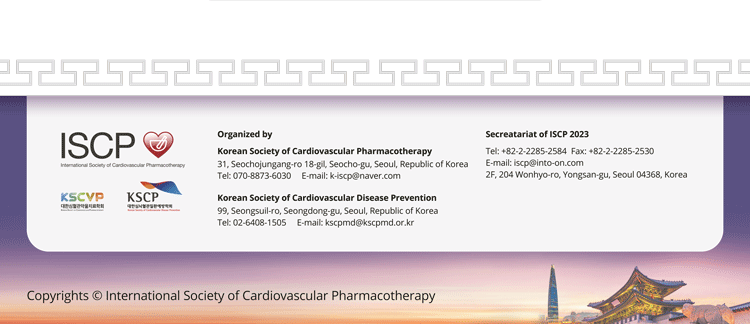 ISCP
International Society of Cardiovascular Pharmacotherapy
KSCVP
대한심혈관약물치료학회
KSCP
대한심뇌혈관질환예방학회
Organized by
Korean Society of Cardiovascular Pharmacotherapy
31, Seochojungang-ro 18-gil, Seocho-gu, Seoul, Republic of Korea
Tel: 070-8873-6030 E-mail: k-iscp@naver.com
Korean Society of Cardiovascular Disease Prevention
99, Seongsuil-ro, Seongdong-gu, Seoul, Republic of Korea
Tel: 02-6408-1505 E-mail: kscpmd@kscpmd.or.kr
Secreatariat of ISCP 2023
Tel: +82-2-2285-2584 Fax: +82-2-2285-2530
E-mail: iscp@into-on.com
2F, 204 Wonhyo-ro, Yongsan-gu, Seoul 04368, Korea
Copyrights © International Society of Cardiovascular Pharmacotherapy